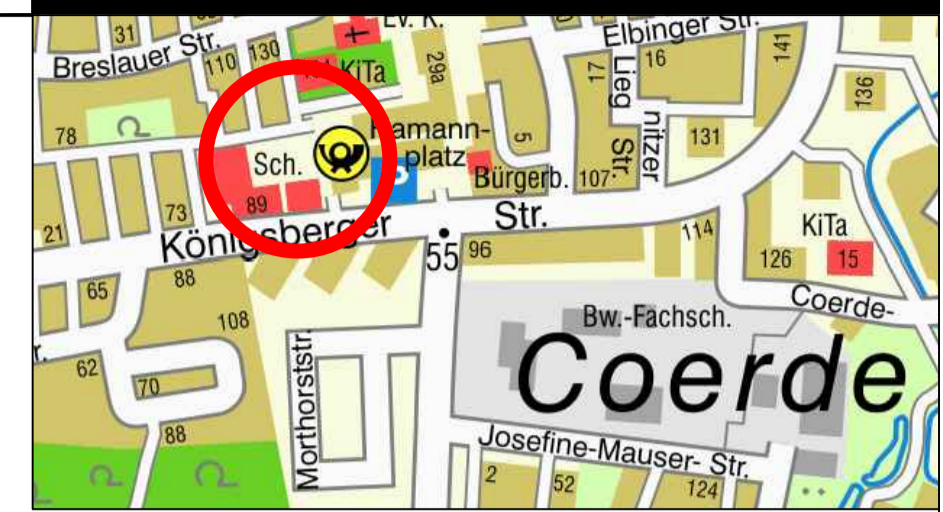 Ev. K.
Elbinger Str.
31
Breslauer Str.
110
130
KiTa
29a
17
Lieg
nitzer
Str.
16
141
136
78
Sch.
Hamann-
platz
P
5
131
Bürgerb.
107
73
89
21
Königsberger
Str.
55
96
114
KiTa
15
126
65
88
108
Coerde-
Bw.-Fachsch.
Coerde
r.
62
70
Morthorststr.
88
Josefine-Mauser- Str.
2
52
124